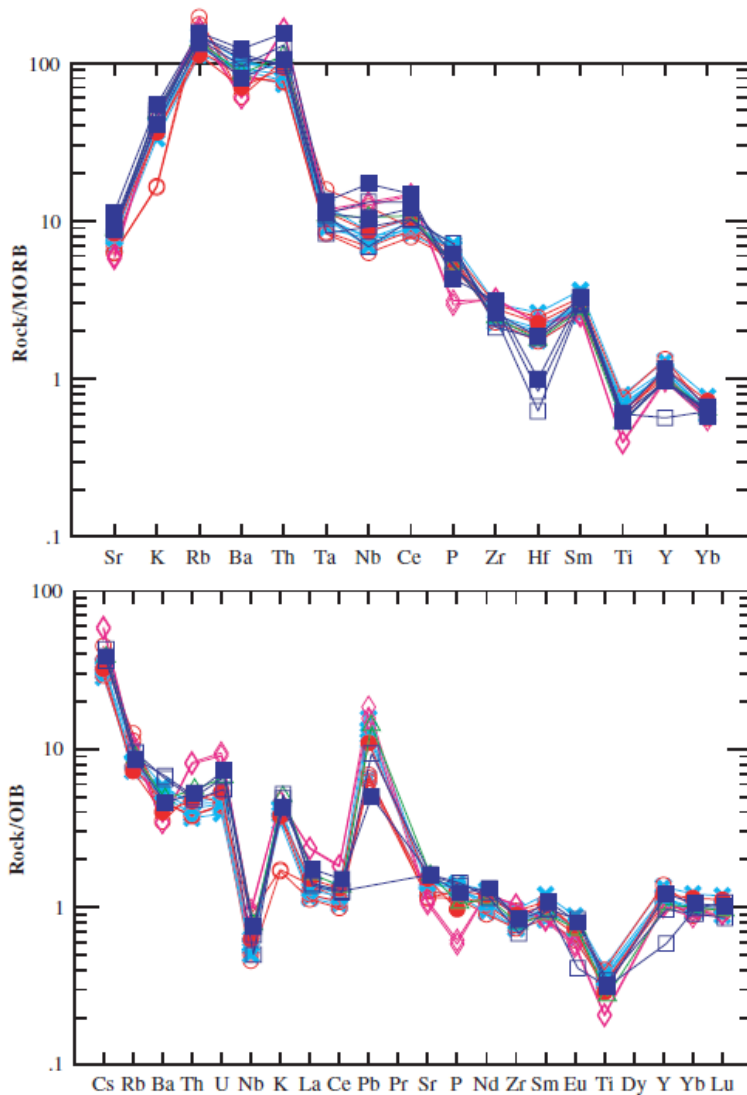 100
10
1
.1
Rock/MORB
Sr K Rb Ba Th Ta Nb Ce P Zr Hf Sm Ti Y Yb
100
10
1
.1
Rock/OIB
Cs Rb Ba Th U Nb K La Ce Pb Pr Sr P Nd Zr Sm Eu Ti Dy Y Yb Lu